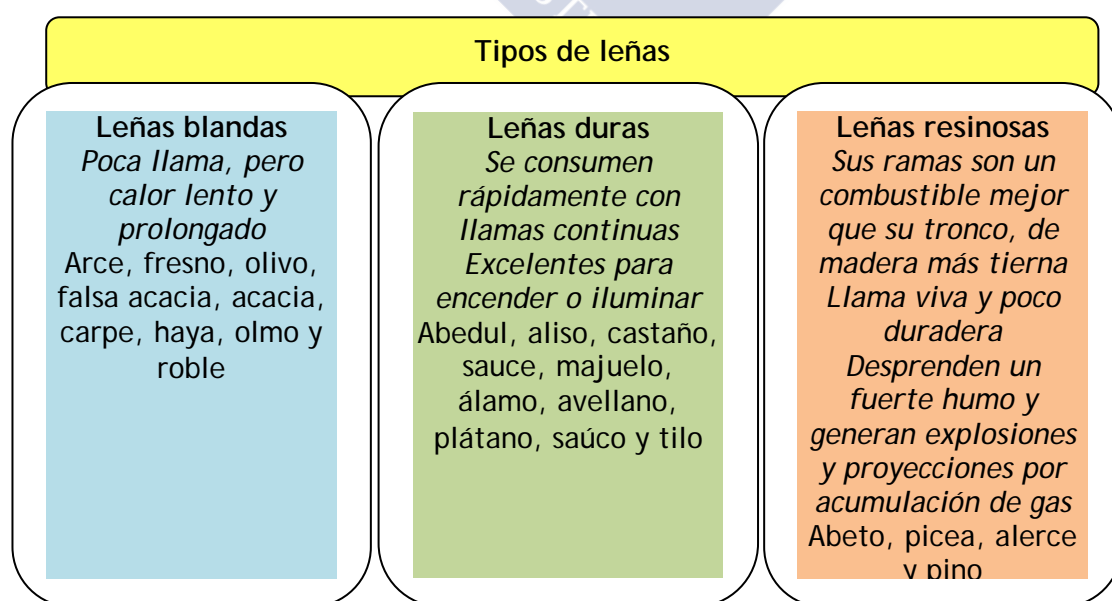 Tipos de leñas
Leñas blandas
Poca llama, pero
calor lento y
prolongado
Arce, fresno, olivo,
falsa acacia, acacia,
carpe, haya, olmo y
roble
Leñas duras
Se consumen
rápidamente con
llamas continuas
Excelentes para
encender o iluminar
Abedul, aliso, castaño,
sauce, majuelo,
álamo, avellano,
plátano, saúco y tilo
Leñas resinosas
Sus ramas son un
combustible mejor
que su tronco, de
madera más tierna
Llama viva y poco
duradera
Desprenden un
fuerte humo y
generan explosiones
y proyecciones por
acumulación de gas
Abeto, picea, alerce
y pino